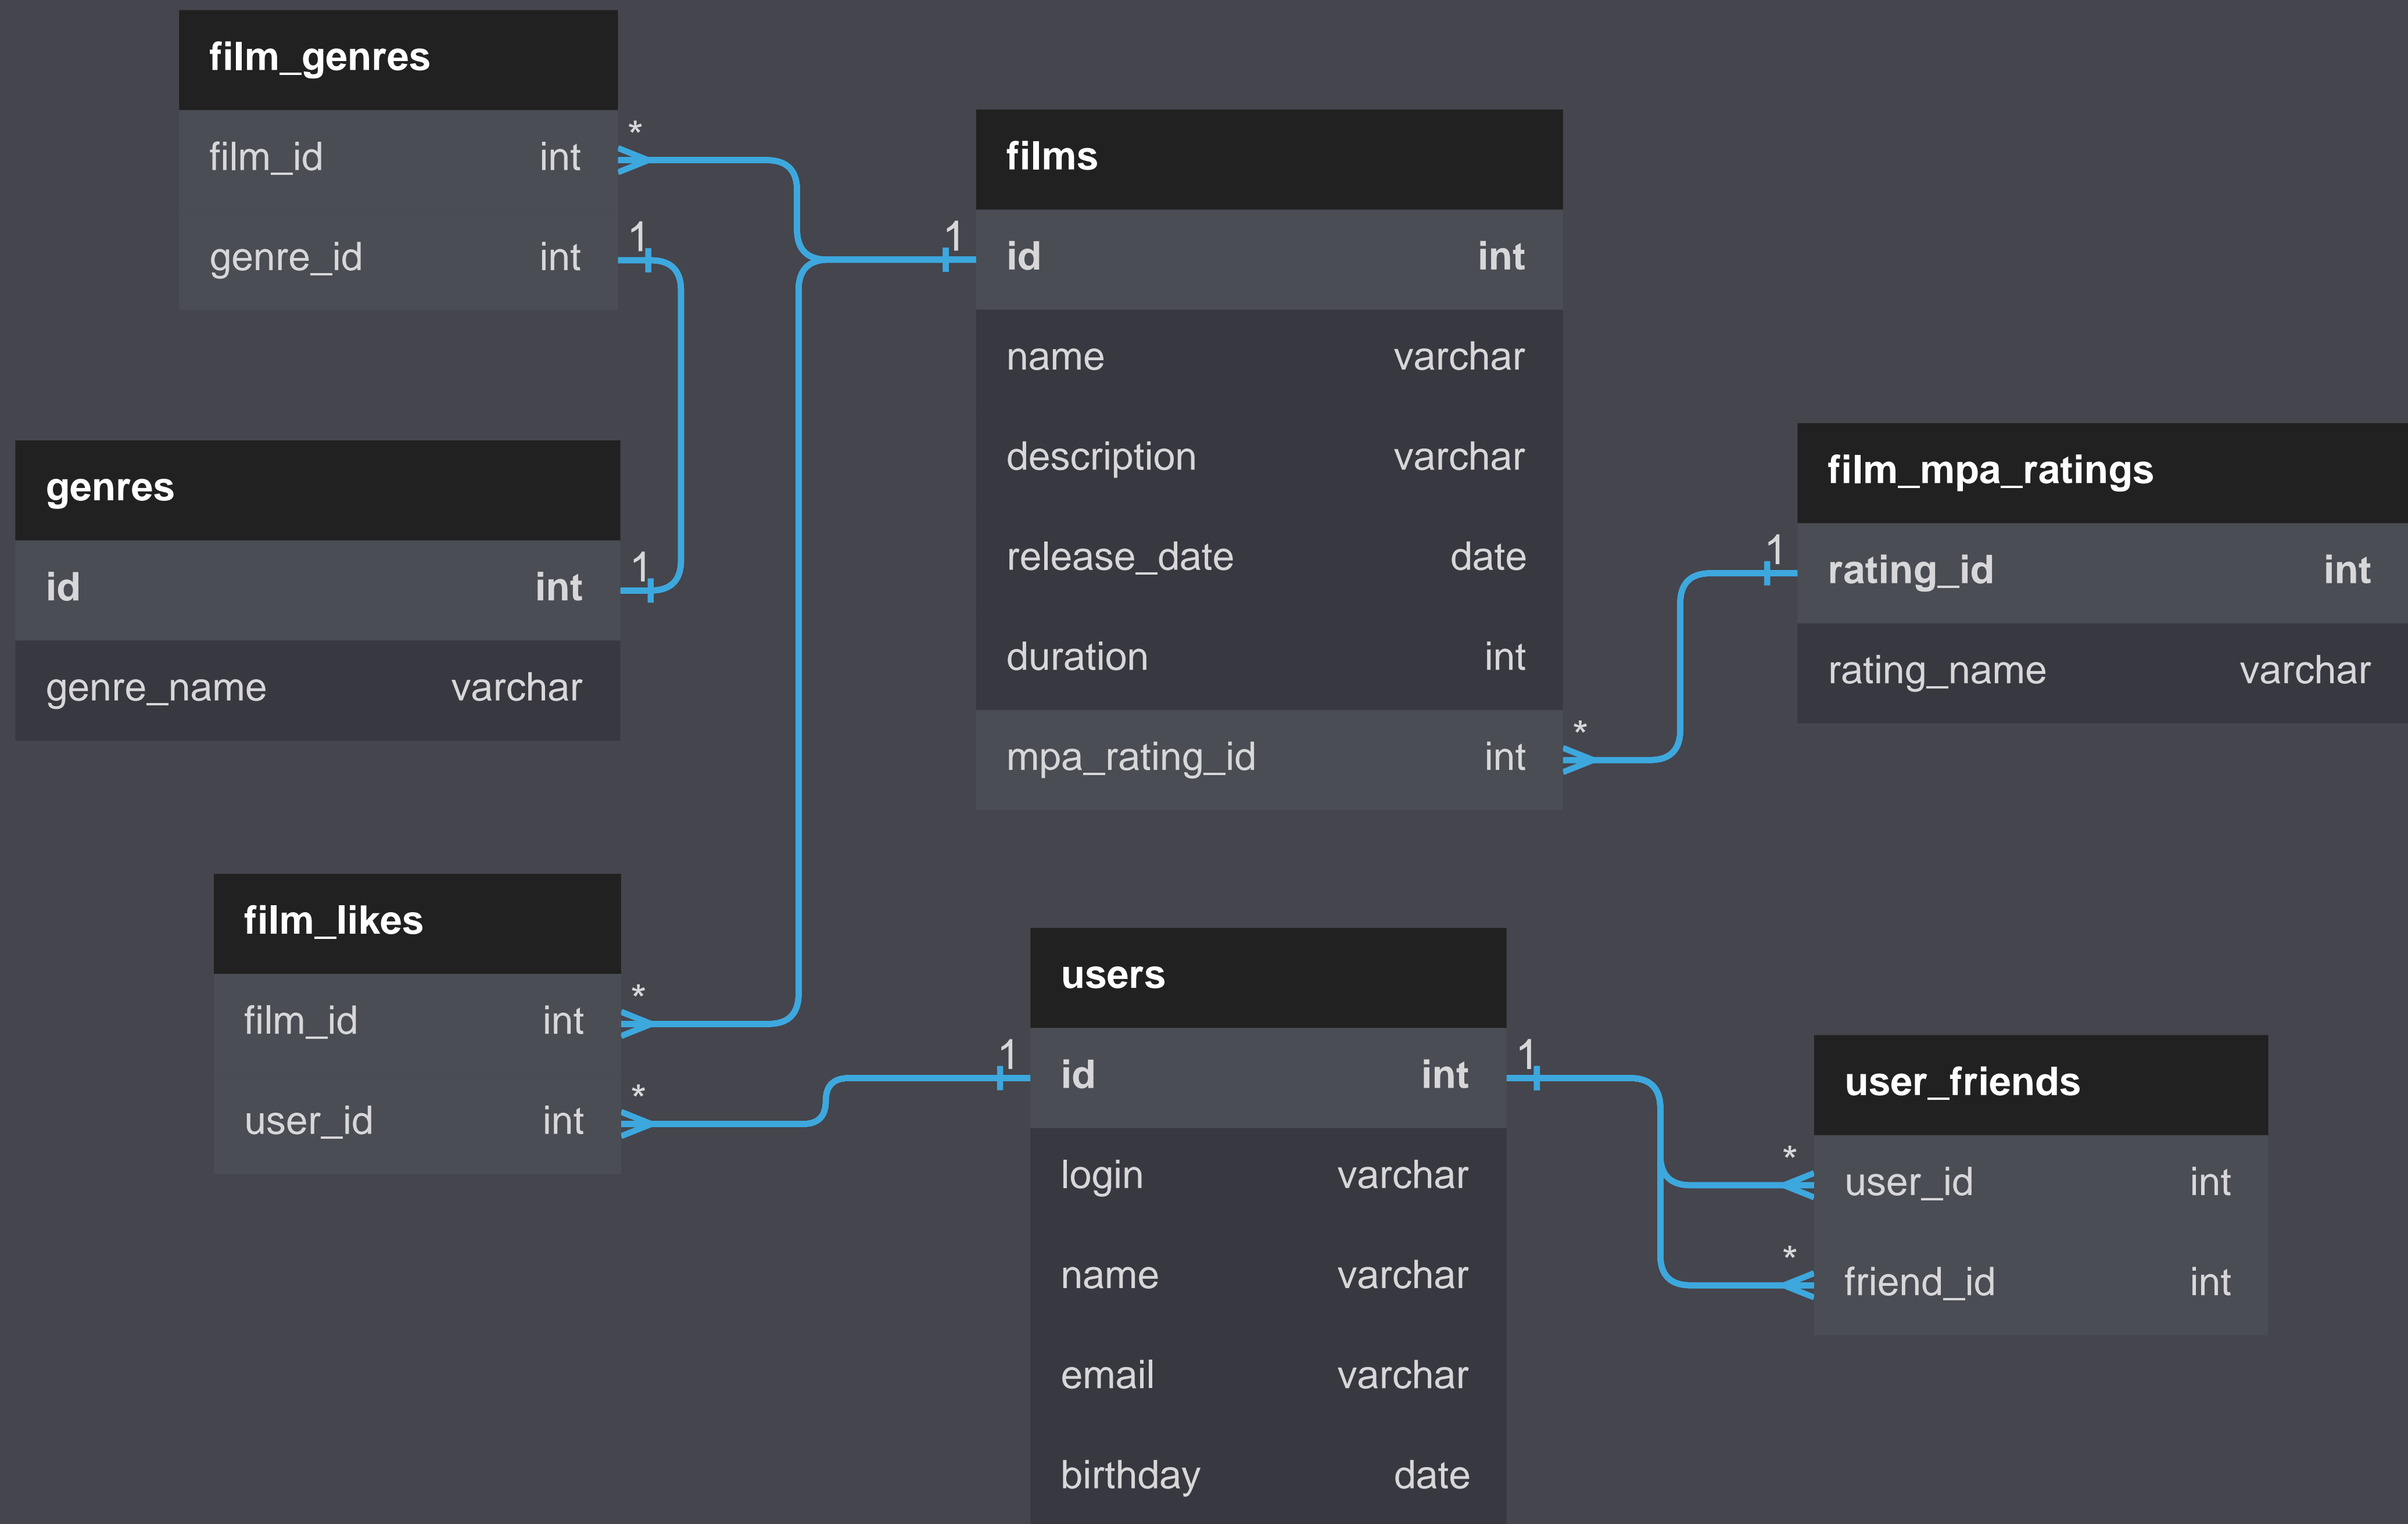 film_genres
film_id int
genre_id int
*
1
genres
id int
genre_name varchar
1
film_likes
film_id int
user_id int
*
*
films
id int
name varchar
description varchar
release_date date
duration int
mpa_rating_id int
1
*
film_mpa_ratings
rating_id int
rating_name varchar
1
users
id int
login varchar
name varchar
email varchar
birthday date
1
1
user_friends
user_id int
friend_id int
*
*